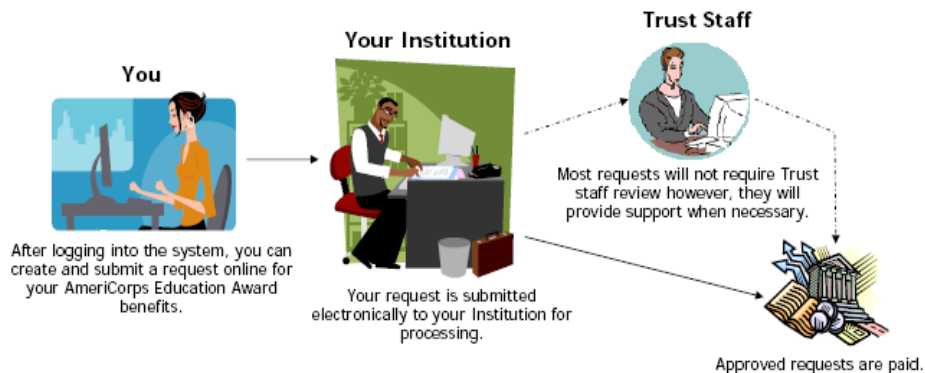 You
After logging into the system, you can
create and submit a request online for
your AmeriCorps Education Award
benefits.
Your Institution
Your request is submitted
electronically to your Institution for
processing.
Trust Staff
Most requests will not require Trust
staff review however, they will
provide support when necessary.
Approved requests are paid.